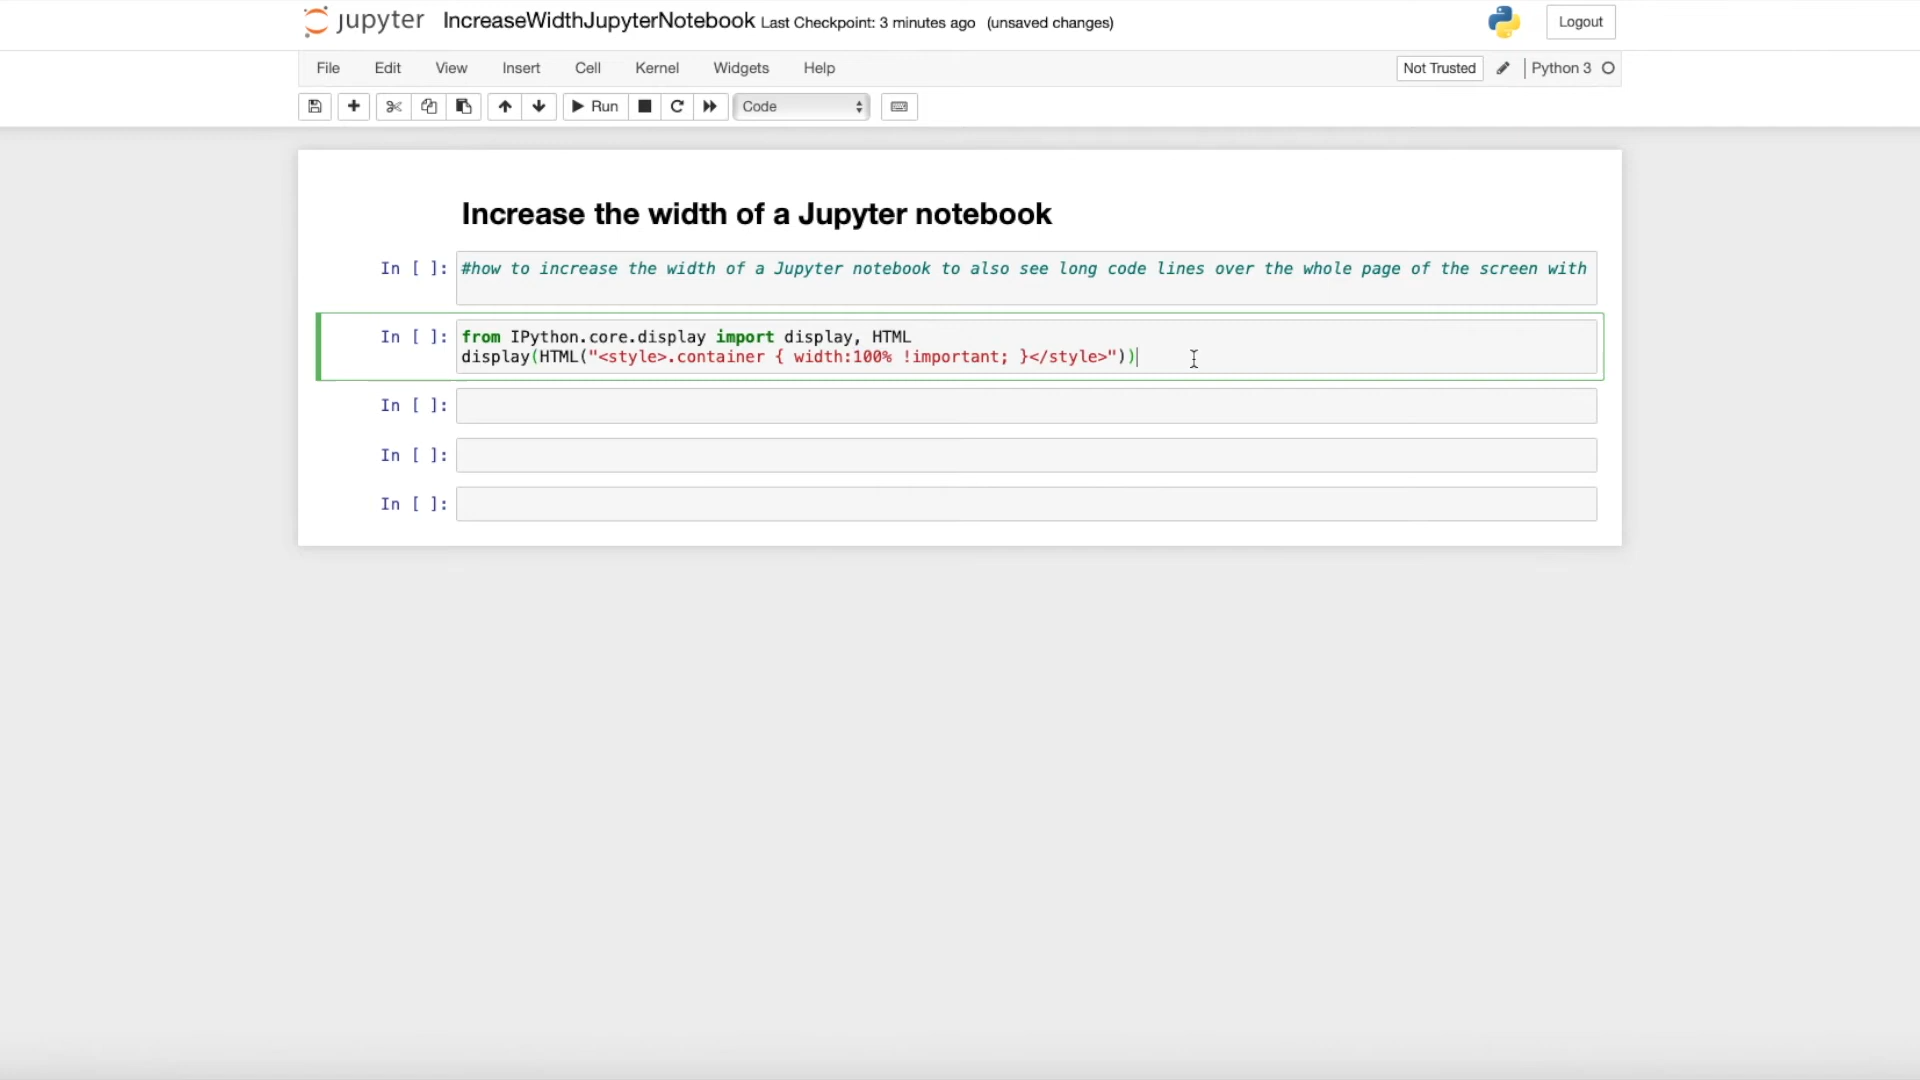 jupyter IncreaseWidthJupyterNotebook Last Checkpoint: 3 minutes ago (unsaved changes) Logout
File Edit View Insert Cell Kernel Widgets Help Not Trusted Python 3
Run Code
Increase the width of a Jupyter notebook
In [ ]: #how to increase the width of a Jupyter notebook to also see long code lines over the whole page of the screen with
In [ ]: from IPython.core.display import display, HTML
display(HTML("<style>.container { width:100% !important; }</style>"))
In [ ]:
In [ ]:
In [ ]: